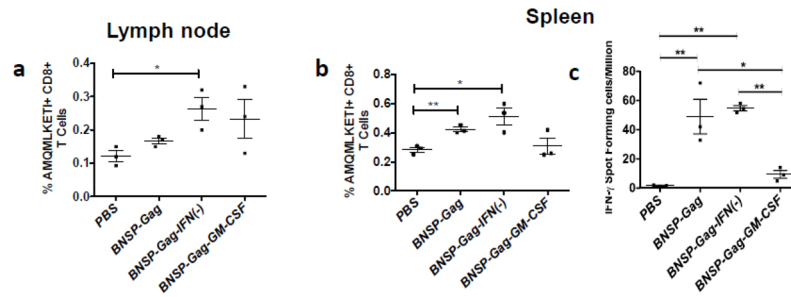 Lymph node
Spleen
a
% AMQMLKETI+ CD8+
T Cells
0.4
0.3
0.2
0.1
0.0
*
PBS
BNSP-Gag
BNSP-Gag-IFN(-)
BNSP-Gag-GM-CSF
b
% AMQMLKETI+ CD8+
T Cells
0.8
0.6
0.4
0.2
0.0
**
*
PBS
BNSP-Gag
BNSP-Gag-IFN(-)
BNSP-Gag-GM-CSF
c
IFN-γ Spot Forming cells/Million
80
60
40
20
0
**
**
*
**
PBS
BNSP-Gag
BNSP-Gag-IFN(-)
BNSP-Gag-GM-CSF